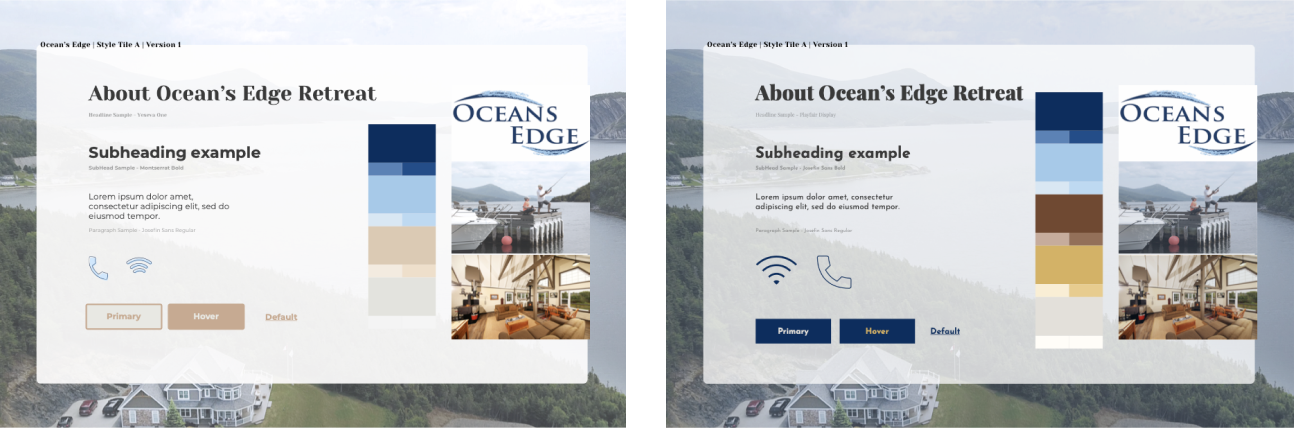 Ocean's Edge | Style Tile A | Version 1
About Ocean's Edge Retreat
Headline Sample - Yeseva One
Subheading example
SubHead Sample - Montserrat Bold
Lorem ipsum dolor amet,
consectetur adipiscing elit, sed do
eiusmod tempor.
Paragraph Sample - Josefin Sans Regular
Primary
Hover
Default
OCEANS
EDGE
Ocean's Edge | Style Tile A | Version 1
About Ocean's Edge Retreat
Headline Sample - Playfair Display
Subheading example
SubHead Sample - Josefin Sans Bold
Lorem ipsum dolor amet, consectetur
adipiscing elit, sed do eiusmod tempor.
Paragraph Sample - Josefin Sans Regular
Primary
Hover
Default
OCEANS
EDGE